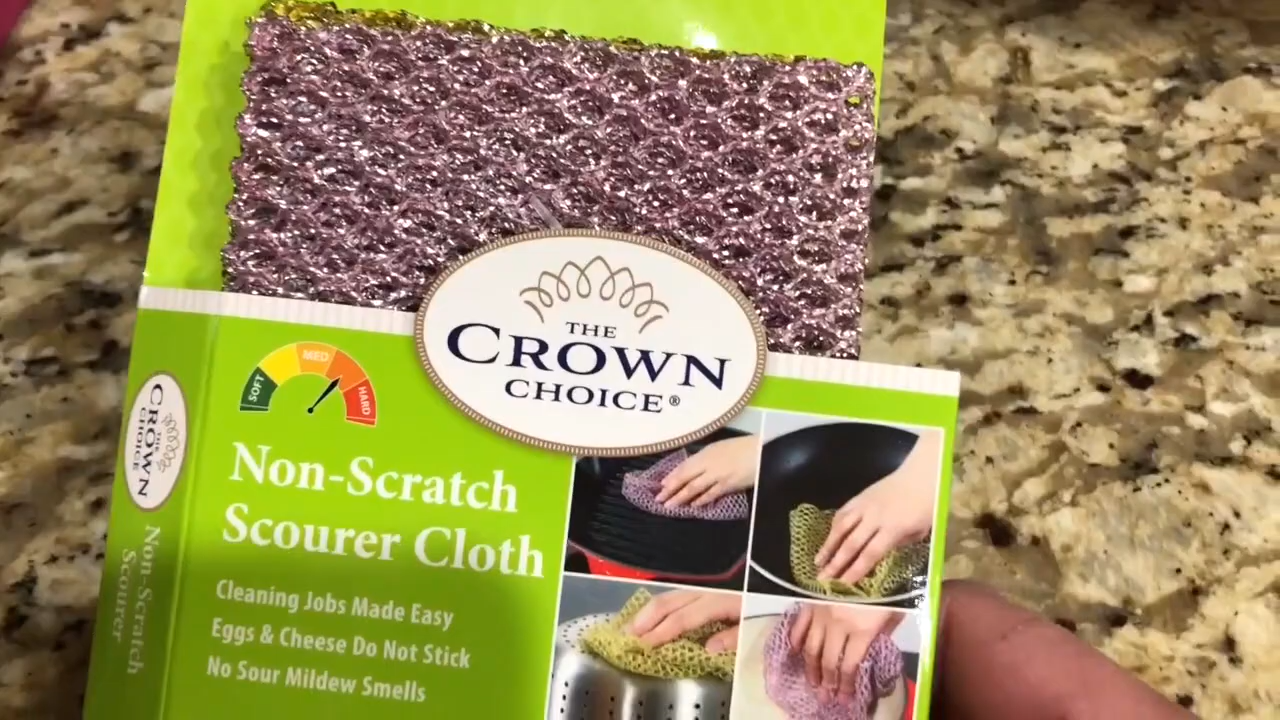 THE
CROWN
CHOICE®
SOFT
MED
HARD
Non-Scratch
Scourer Cloth
Cleaning Jobs Made Easy
Eggs & Cheese Do Not Stick
No Sour Mildew Smells
THE
CROWN
CHOICE
Non-Scratch
Scourer